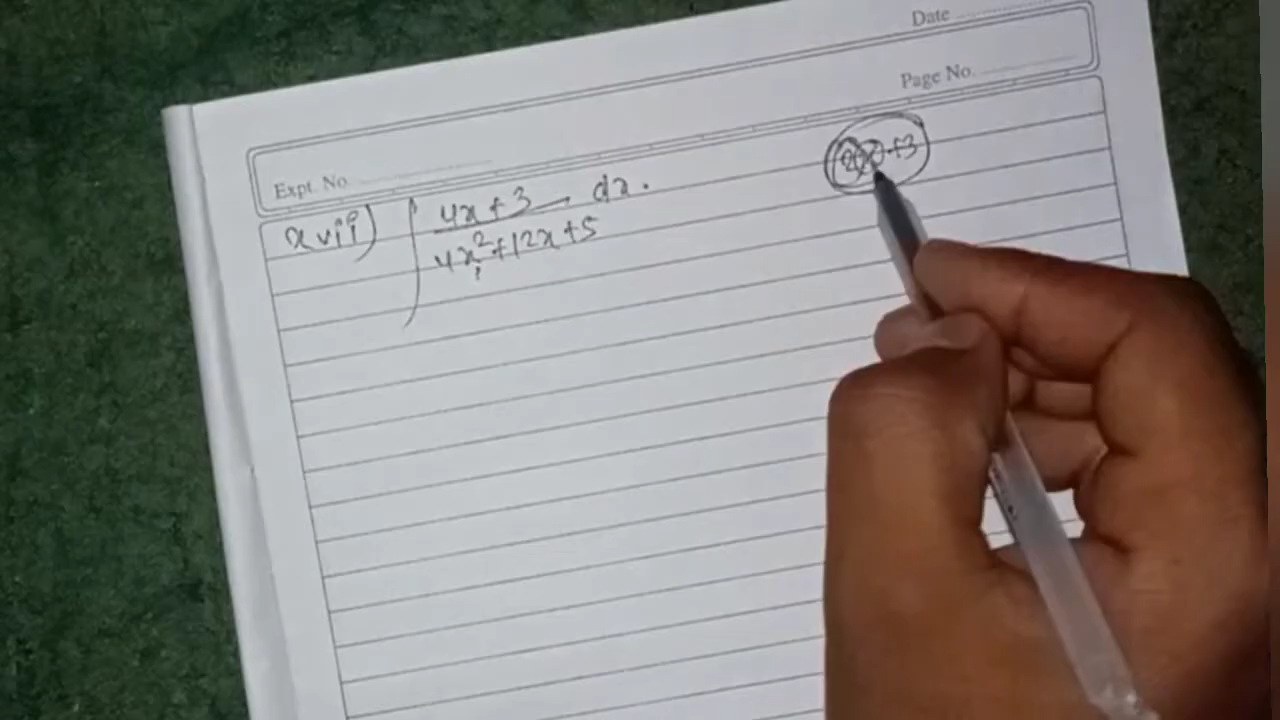 Date
Page No.
Expt. No.
xvii) ∫ 4x+3 dx.
4x²+12x+5